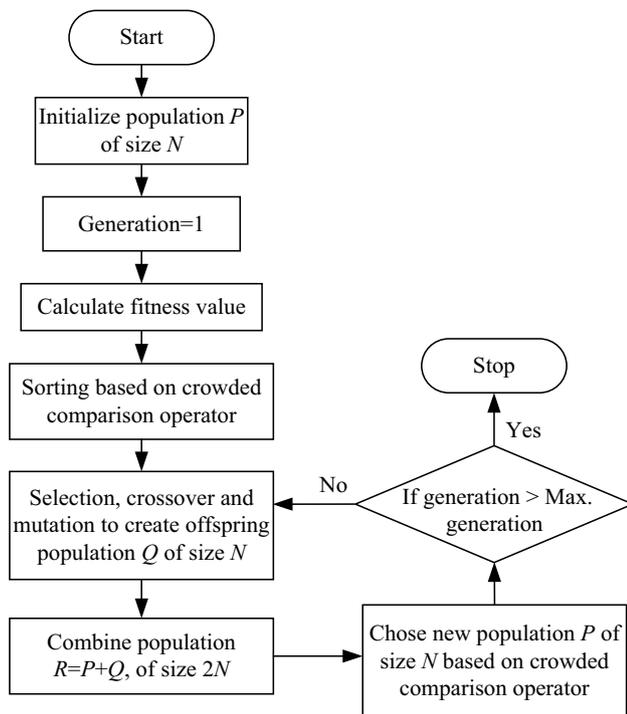 Start
Initialize population P
of size N
Generation=1
Calculate fitness value
Sorting based on crowded
comparison operator
Selection, crossover and
mutation to create offspring
population Q of size N
Combine population
R=P+Q, of size 2N
Chose new population P of
size N based on crowded
comparison operator
If generation > Max.
generation
No
Yes
Stop